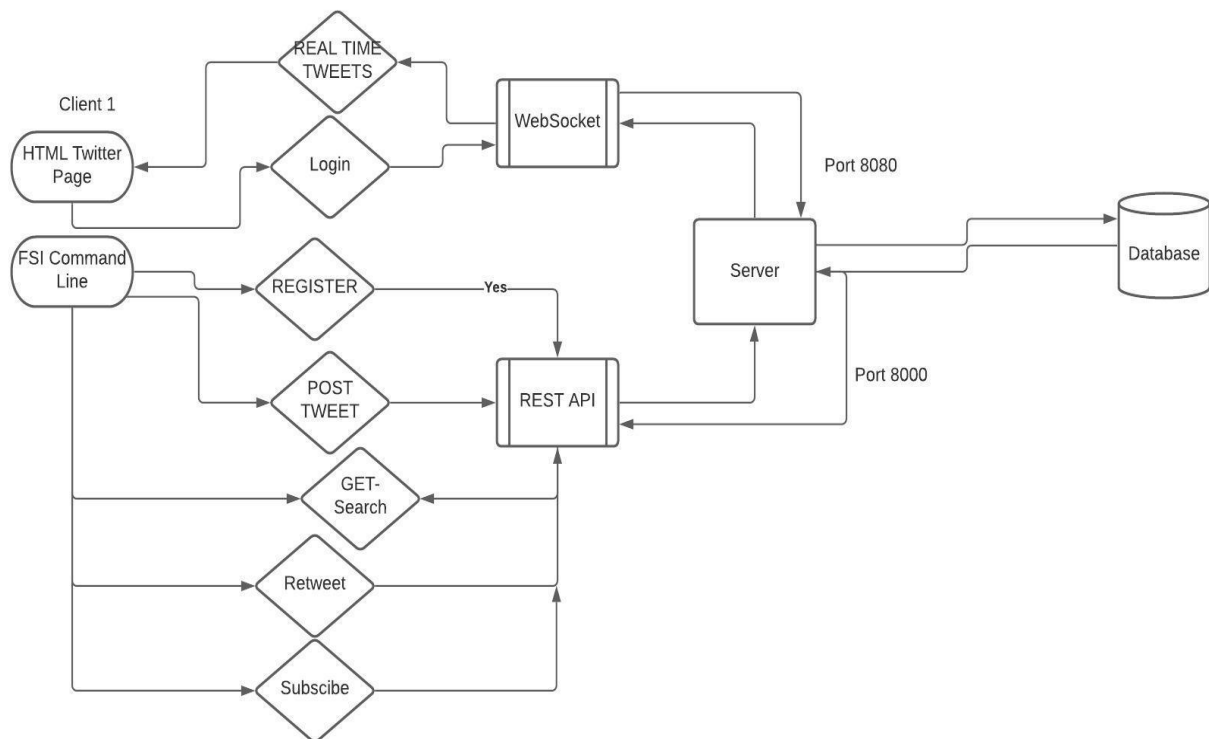 REAL TIME
TWEETS
Client 1
WebSocket
HTML Twitter
Page
Login
Port 8080
FSI Command
Line
REGISTER
Yes
Server
Database
POST
TWEET
REST API
Port 8000
GET-
Search
Retweet
Subscibe